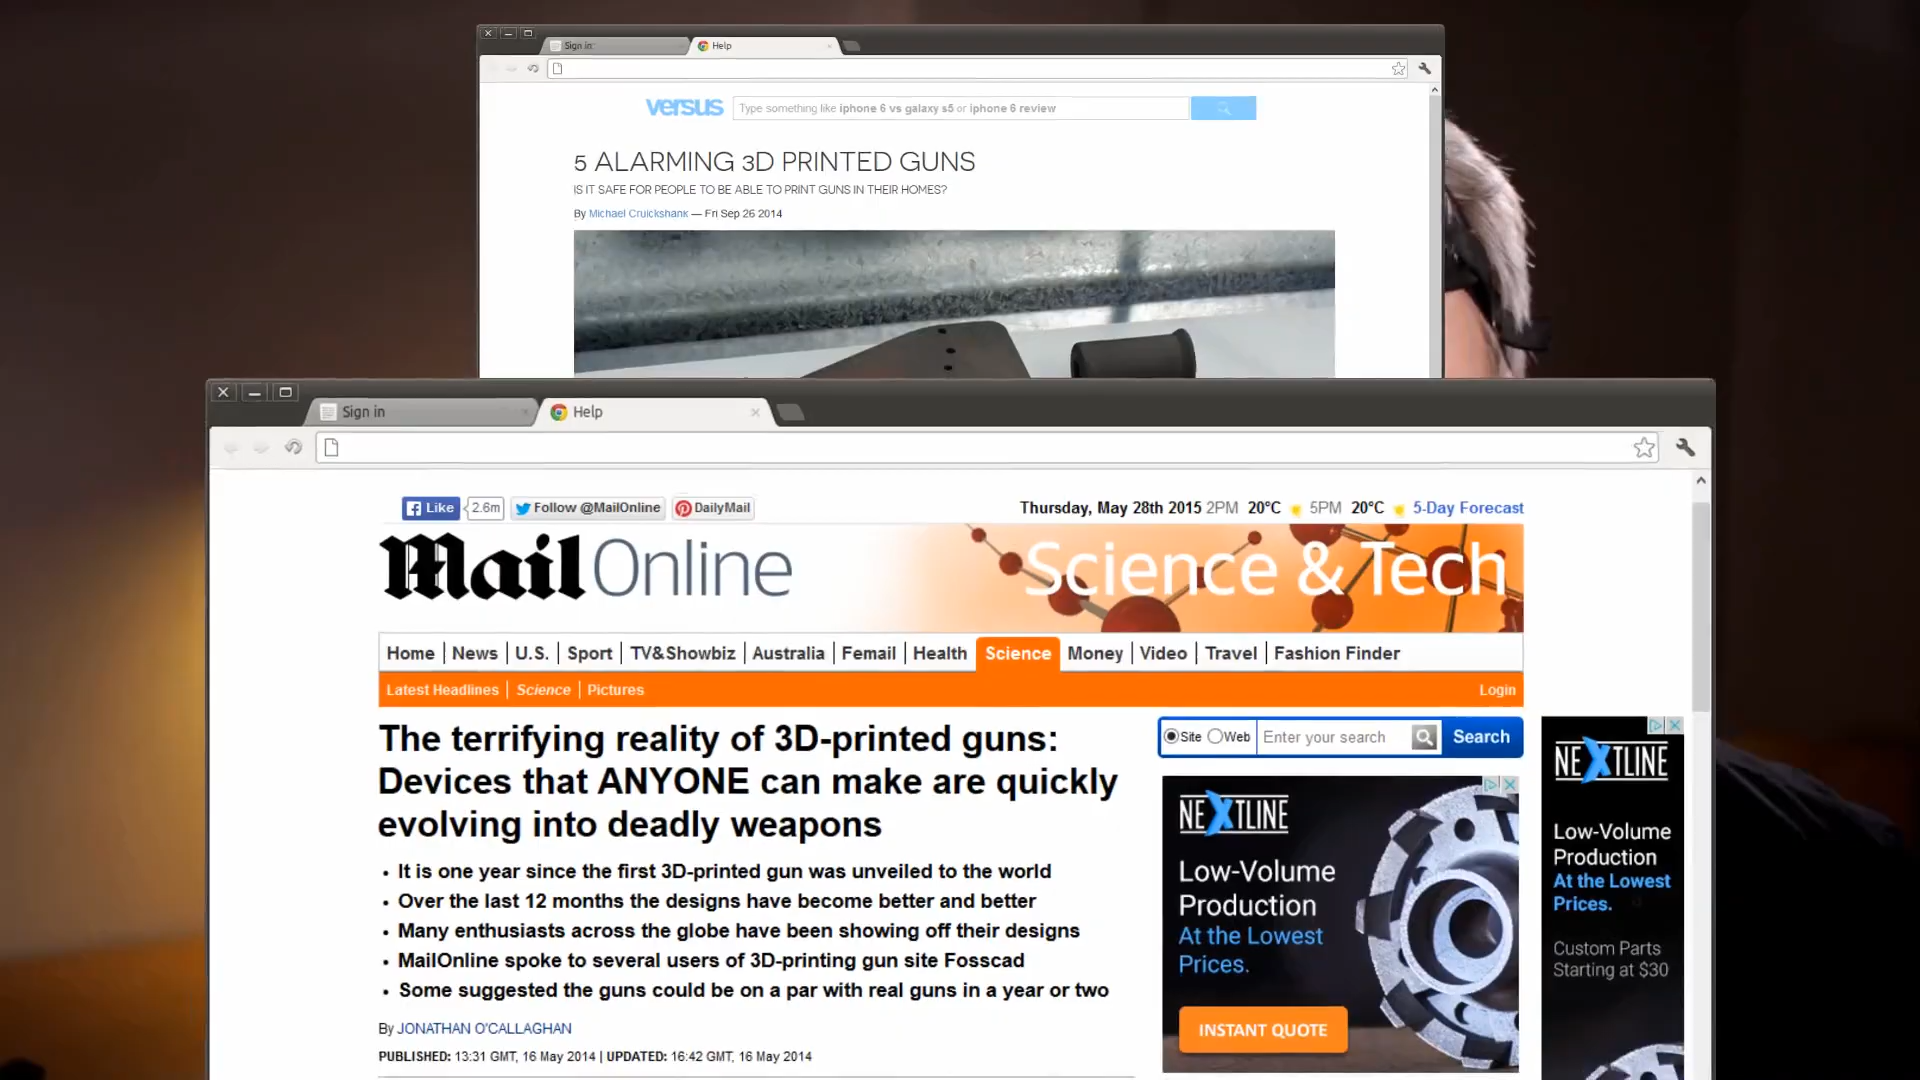 Sign in
Help
versus
Type something like iphone 6 vs galaxy s5 or iphone 6 review
5 ALARMING 3D PRINTED GUNS
IS IT SAFE FOR PEOPLE TO BE ABLE TO PRINT GUNS IN THEIR HOMES?
By Michael Cruickshank — Fri Sep 26 2014
Sign in
Help
Like 2.6m Follow @MailOnline DailyMail
Thursday, May 28th 2015 2PM 20°C 5PM 20°C 5-Day Forecast
Mail Online
Science & Tech
Home News U.S. Sport TV&Showbiz Australia Femail Health Science Money Video Travel Fashion Finder
Latest Headlines Science Pictures Login
The terrifying reality of 3D-printed guns:
Devices that ANYONE can make are quickly
evolving into deadly weapons
• It is one year since the first 3D-printed gun was unveiled to the world
• Over the last 12 months the designs have become better and better
• Many enthusiasts across the globe have been showing off their designs
• MailOnline spoke to several users of 3D-printing gun site Fosscad
• Some suggested the guns could be on a par with real guns in a year or two
By JONATHAN O'CALLAGHAN
PUBLISHED: 13:31 GMT, 16 May 2014 | UPDATED: 16:42 GMT, 16 May 2014
Site Web Enter your search Search
NEXTLINE
Low-Volume
Production
At the Lowest
Prices.
INSTANT QUOTE
NEXTLINE
Low-Volume
Production
At the Lowest
Prices.
Custom Parts
Starting at $30